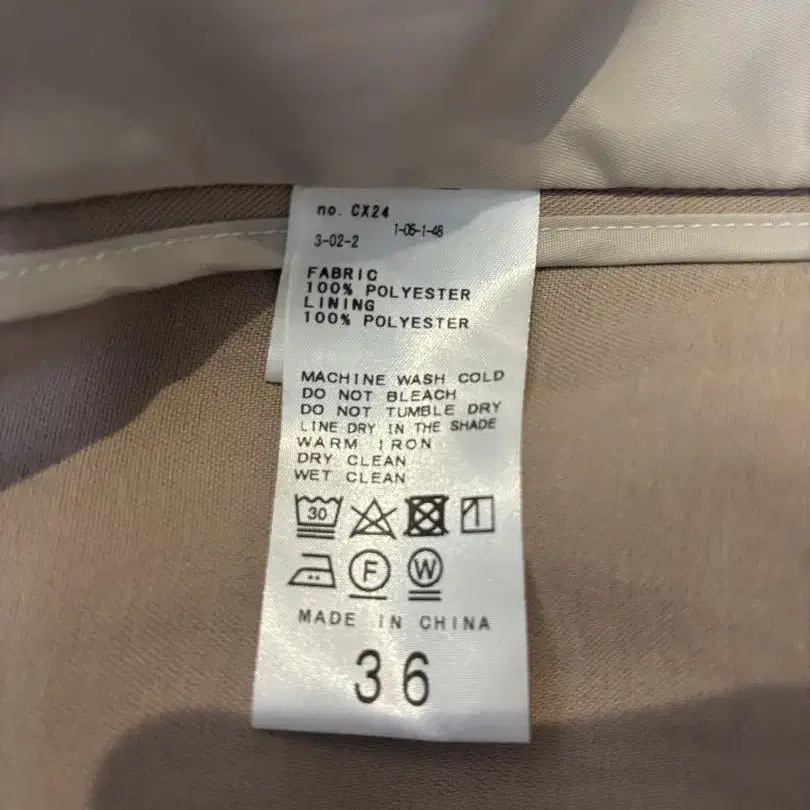 no. CX24
3-02-2 1-05-1-48
FABRIC
100% POLYESTER
LINING
100% POLYESTER
MACHINE WASH COLD
DO NOT BLEACH
DO NOT TUMBLE DRY
LINE DRY IN THE SHADE
WARM IRON
DRY CLEAN
WET CLEAN
30
F W
MADE IN CHINA
36